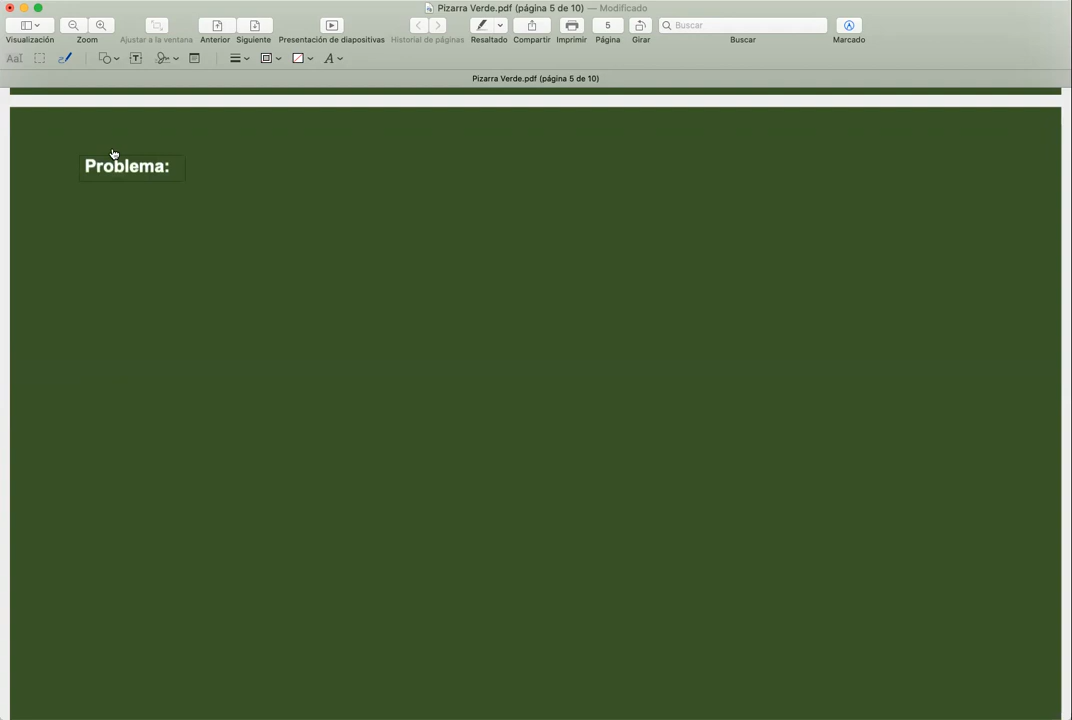 Pizarra Verde.pdf (página 5 de 10) — Modificado
5
Buscar
Visualización Zoom Ajustar a la ventana Anterior Siguiente Presentación de diapositivas Historial de páginas Resaltado Compartir Imprimir Página Girar Buscar Marcado
AaI T A
Pizarra Verde.pdf (página 5 de 10)
Problema: